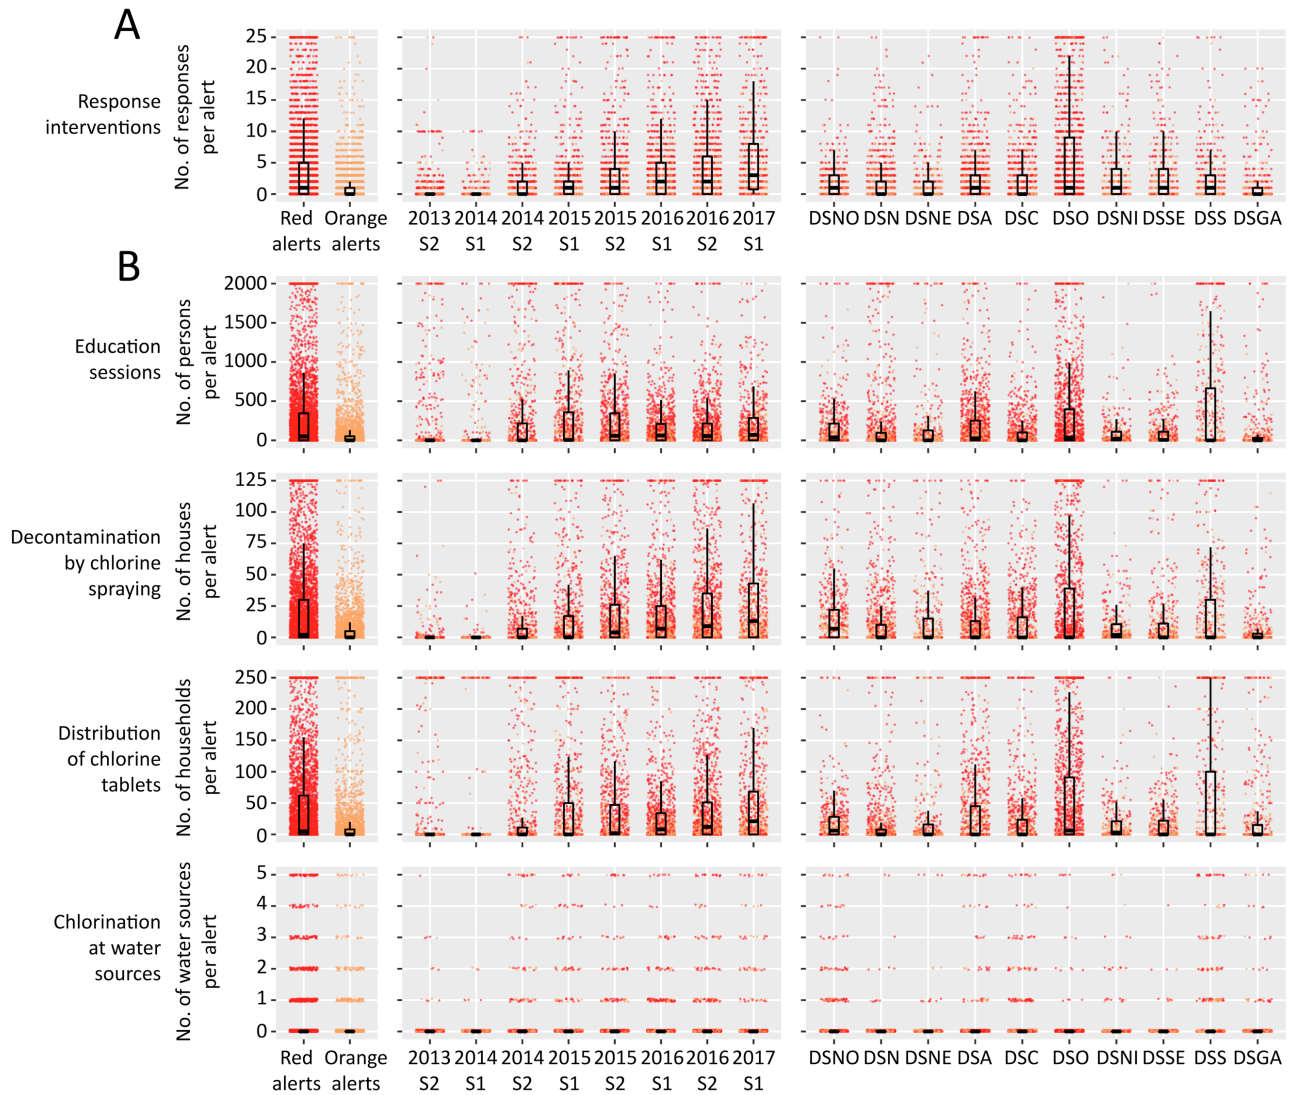 A
Response
interventions
No. of responses
per alert
25
20
15
10
5
0
Red
alerts
Orange
alerts
2013
S2
2014
S1
2014
S2
2015
S1
2015
S2
2016
S1
2016
S2
2017
S1
DSNO
DSN
DSNE
DSA
DSC
DSO
DSNI
DSSE
DSS
DSGA
B
Education
sessions
No. of persons
per alert
2000
1500
1000
500
0
Decontamination
by chlorine
spraying
No. of houses
per alert
125
100
75
50
25
0
Distribution
of chlorine
tablets
No. of households
per alert
250
200
150
100
50
0
Chlorination
at water
sources
No. of water sources
per alert
5
4
3
2
1
0
Red
alerts
Orange
alerts
2013
S2
2014
S1
2014
S2
2015
S1
2015
S2
2016
S1
2016
S2
2017
S1
DSNO
DSN
DSNE
DSA
DSC
DSO
DSNI
DSSE
DSS
DSGA